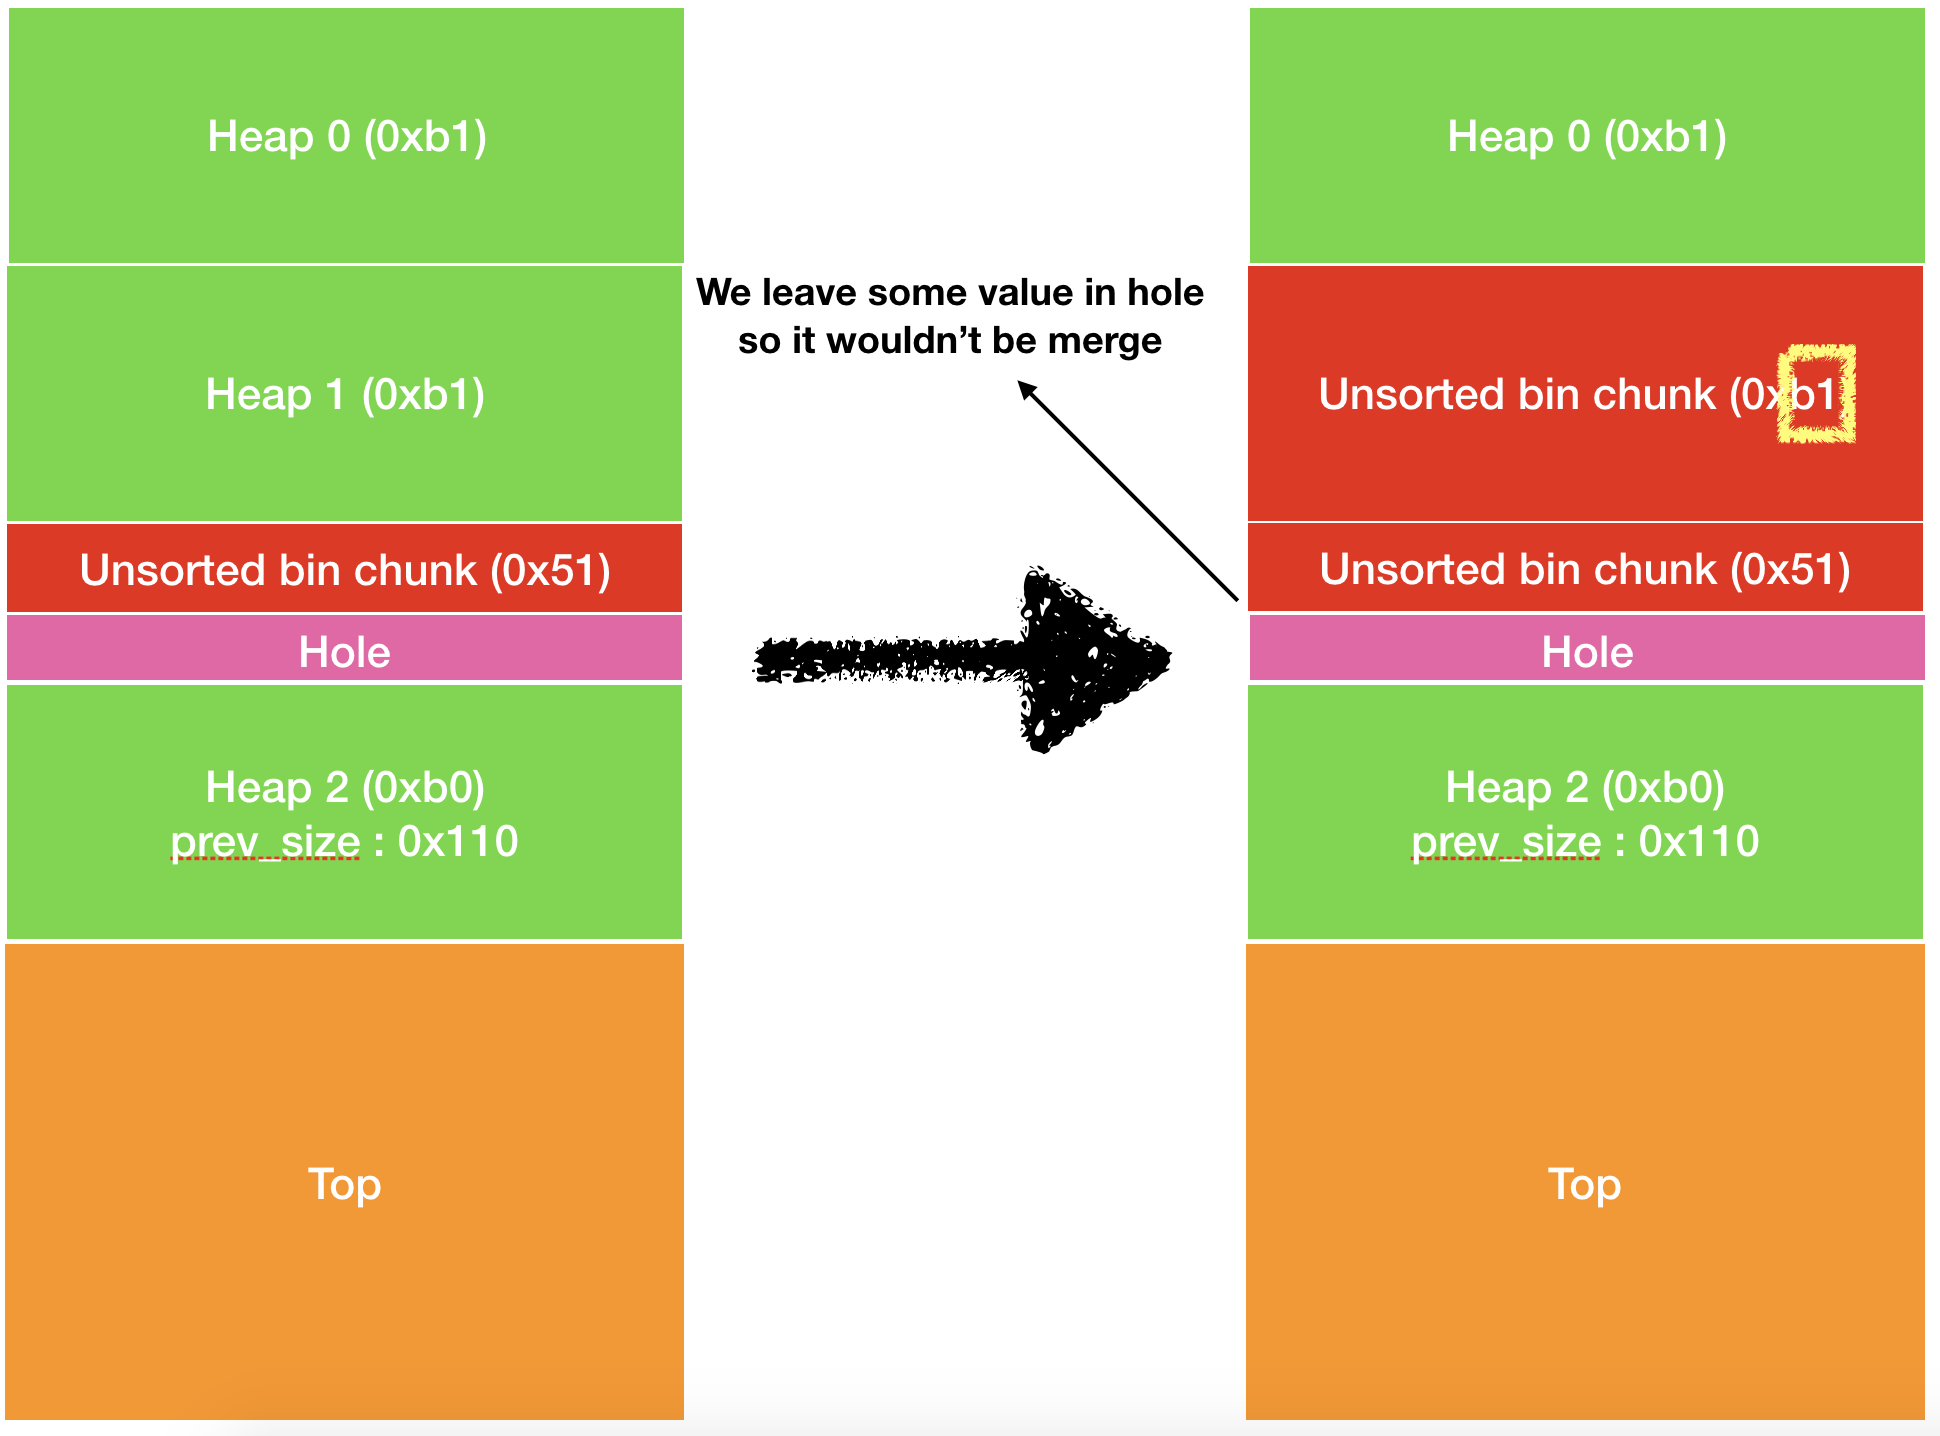 Heap 0 (0xb1)
Heap 1 (0xb1)
Unsorted bin chunk (0x51)
Hole
Heap 2 (0xb0)
prev_size : 0x110
Top
We leave some value in hole
so it wouldn’t be merge
Heap 0 (0xb1)
Unsorted bin chunk (0xb1)
Unsorted bin chunk (0x51)
Hole
Heap 2 (0xb0)
prev_size : 0x110
Top